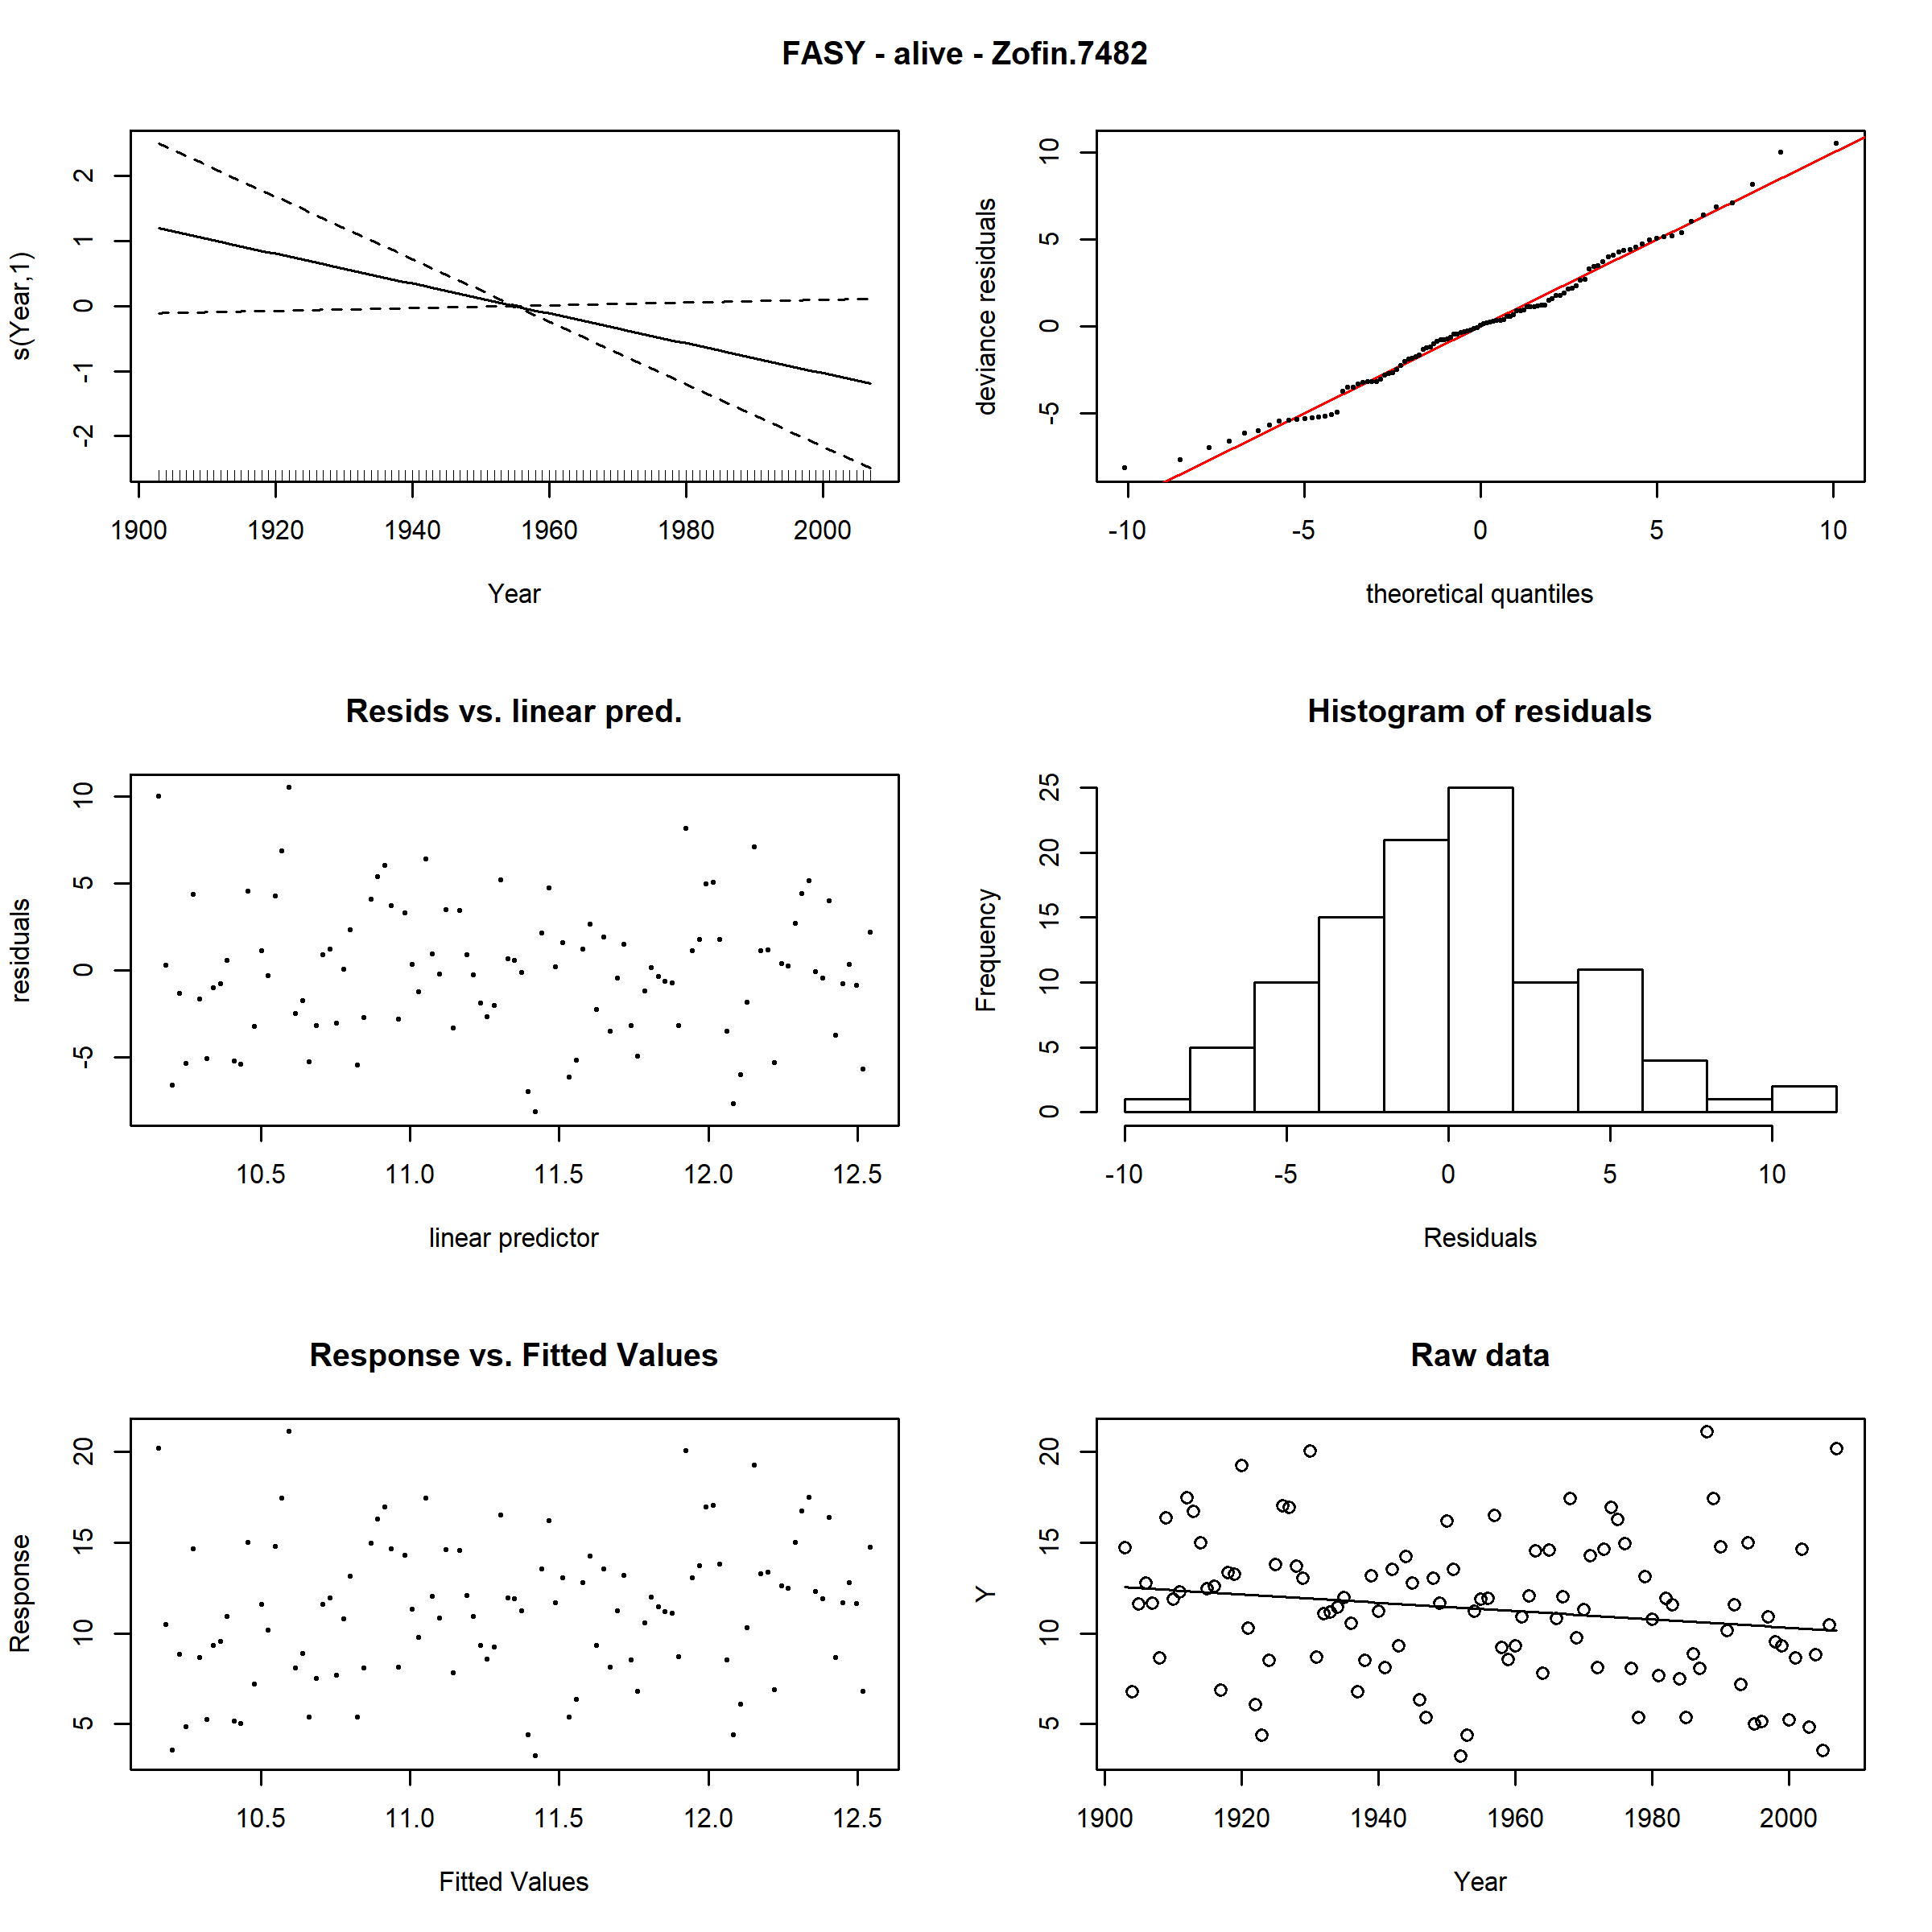 FASY - alive - Zofin.7482
s(Year,1)
2
1
0
-1
-2
1900 1920 1940 1960 1980 2000
Year
deviance residuals
10
5
0
-5
-10 -5 0 5 10
theoretical quantiles
Resids vs. linear pred.
residuals
10
5
0
-5
10.5 11.0 11.5 12.0 12.5
linear predictor
Histogram of residuals
Frequency
25
20
15
10
5
0
-10 -5 0 5 10
Residuals
Response vs. Fitted Values
Response
20
15
10
5
10.5 11.0 11.5 12.0 12.5
Fitted Values
Raw data
Y
20
15
10
5
1900 1920 1940 1960 1980 2000
Year